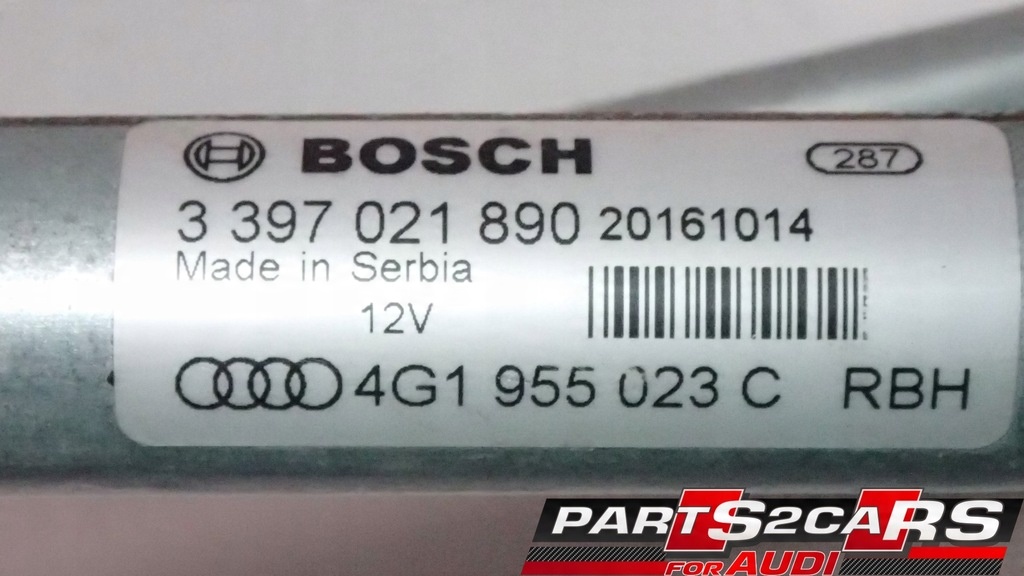 BOSCH 287
3 397 021 890 20161014
Made in Serbia
12V
4G1 955 023 C RBH
PARTS2CARS
FOR AUDI